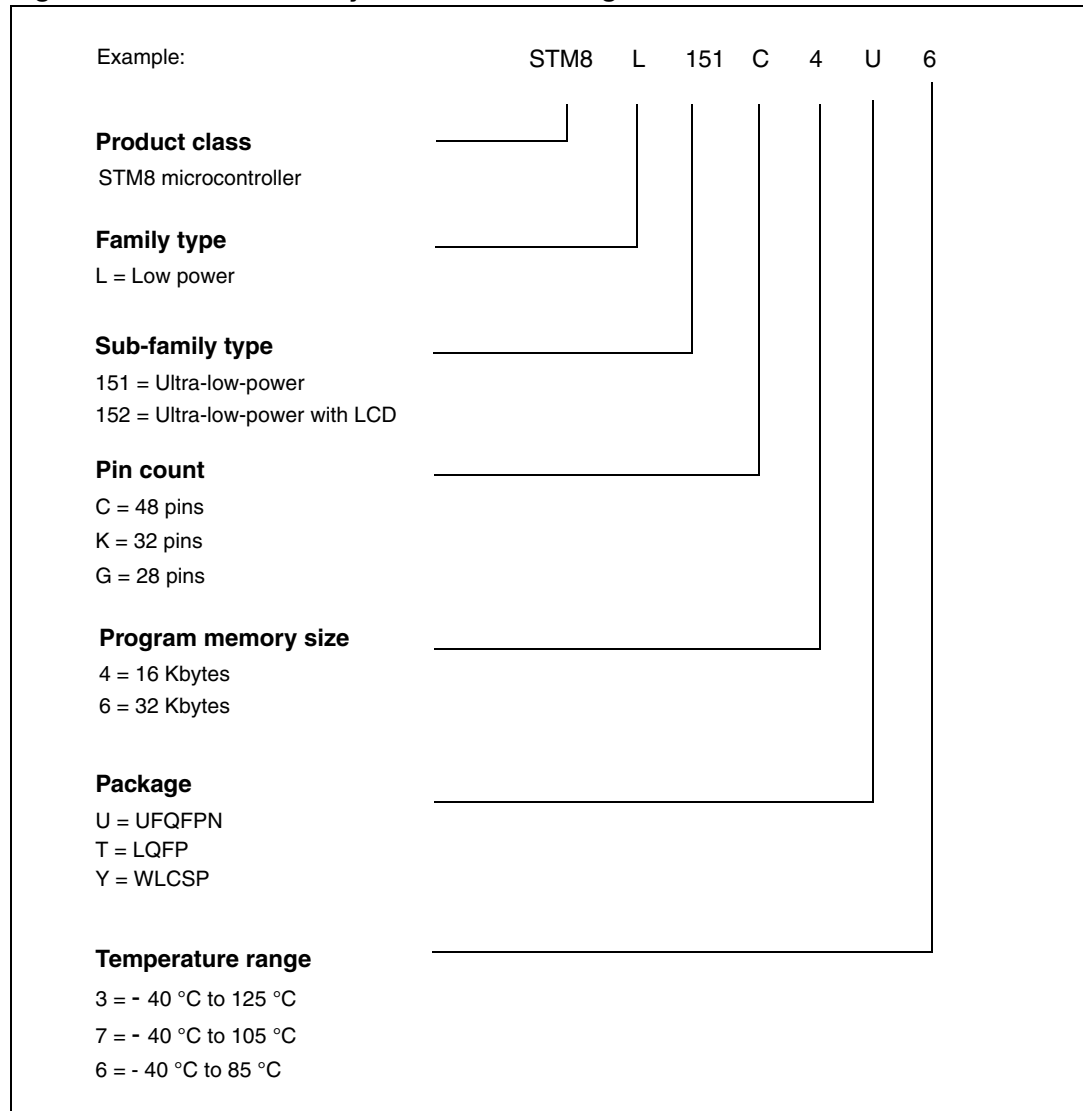 Example: STM8 L 151 C 4 U 6
Product class
STM8 microcontroller
Family type
L = Low power
Sub-family type
151 = Ultra-low-power
152 = Ultra-low-power with LCD
Pin count
C = 48 pins
K = 32 pins
G = 28 pins
Program memory size
4 = 16 Kbytes
6 = 32 Kbytes
Package
U = UFQFPN
T = LQFP
Y = WLCSP
Temperature range
3 = - 40 °C to 125 °C
7 = - 40 °C to 105 °C
6 = - 40 °C to 85 °C